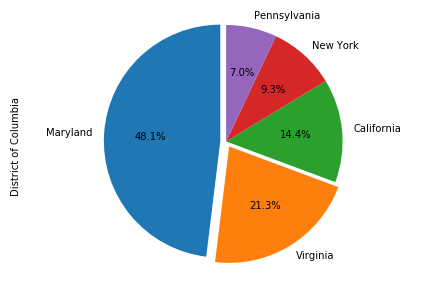 Pennsylvania
New York
7.0%
9.3%
District of Columbia
Maryland
48.1%
14.4%
California
21.3%
Virginia